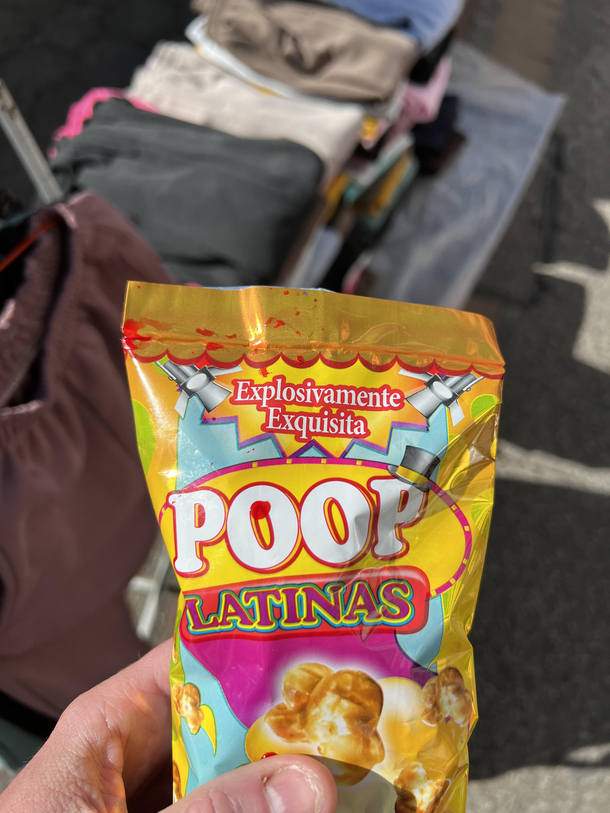 Explosivamente
Exquisita
POOP
LATINAS